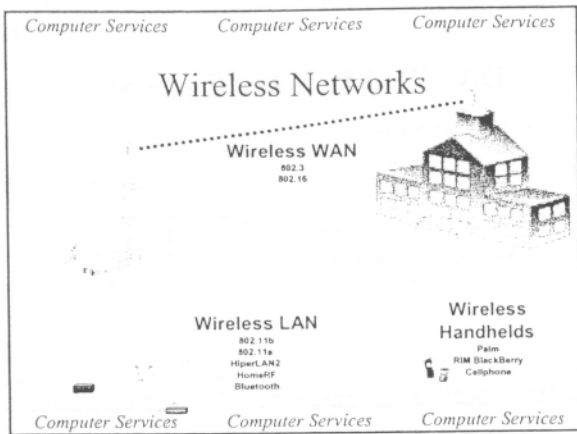 Computer Services Computer Services Computer Services
Wireless Networks
Wireless WAN
802.3
802.16
Wireless LAN
802.11b
802.11a
HiperLAN2
HomeRF
Bluetooth
Wireless
Handhelds
Palm
RIM BlackBerry
Cellphone
Computer Services Computer Services Computer Services